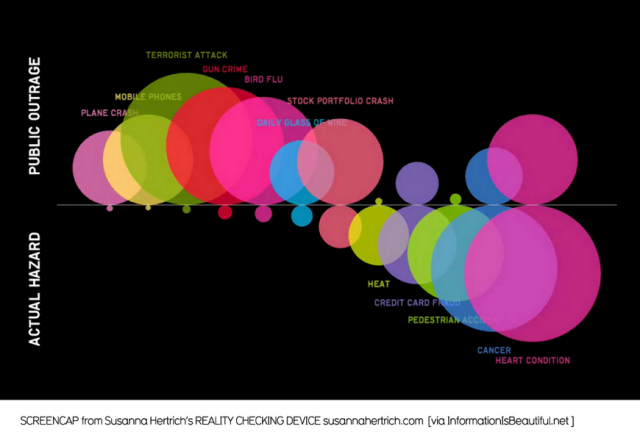 PUBLIC OUTRAGE
ACTUAL HAZARD
TERRORIST ATTACK
GUN CRIME
BIRD FLU
MOBILE PHONES
STOCK PORTFOLIO CRASH
PLANE CRASH
DAILY GLASS OF WINE
HEAT
CREDIT CARD FRAUD
PEDESTRIAN ACCIDENT
CANCER
HEART CONDITION
SCREENCAP from Susanna Hertrich's REALITY CHECKING DEVICE susannahertrich.com [via InformationIsBeautiful.net ]